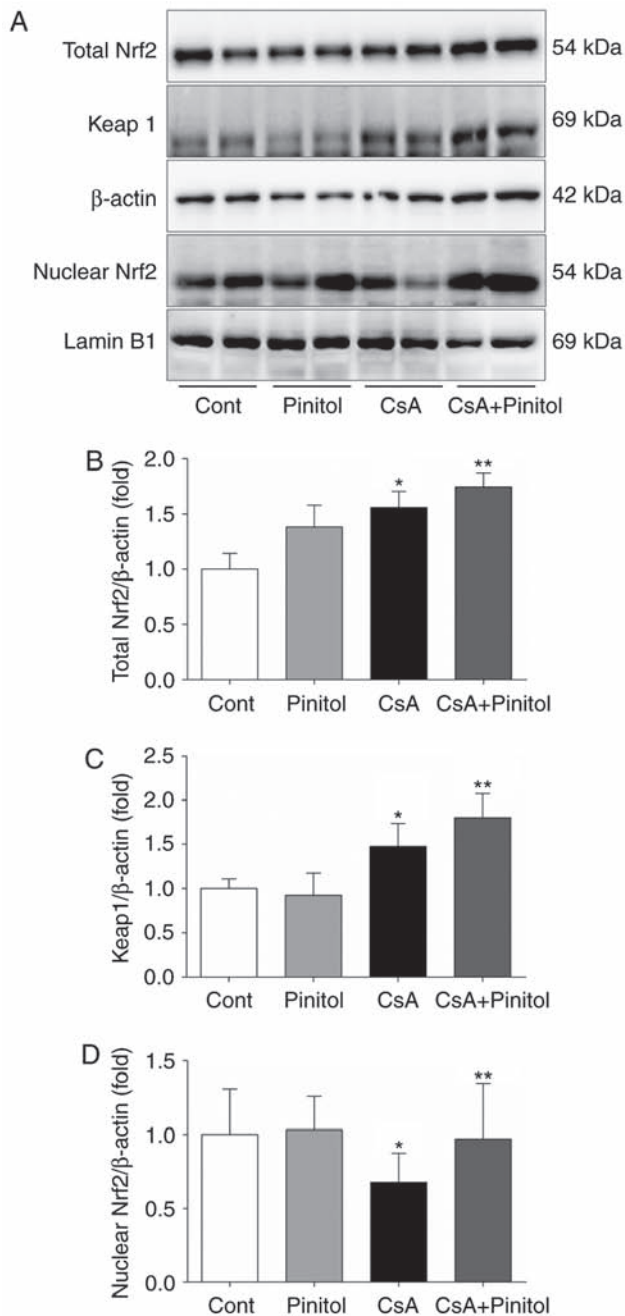 A
Total Nrf2 54 kDa
Keap 1 69 kDa
β-actin 42 kDa
Nuclear Nrf2 54 kDa
Lamin B1 69 kDa
Cont Pinitol CsA CsA+Pinitol
B
Total Nrf2/β-actin (fold)
2.0
1.5
1.0
0.5
0.0
* **
Cont Pinitol CsA CsA+Pinitol
C
Keap1/β-actin (fold)
2.5
2.0
1.5
1.0
0.5
0.0
* **
Cont Pinitol CsA CsA+Pinitol
D
Nuclear Nrf2/β-actin (fold)
1.5
1.0
0.5
0.0
* **
Cont Pinitol CsA CsA+Pinitol